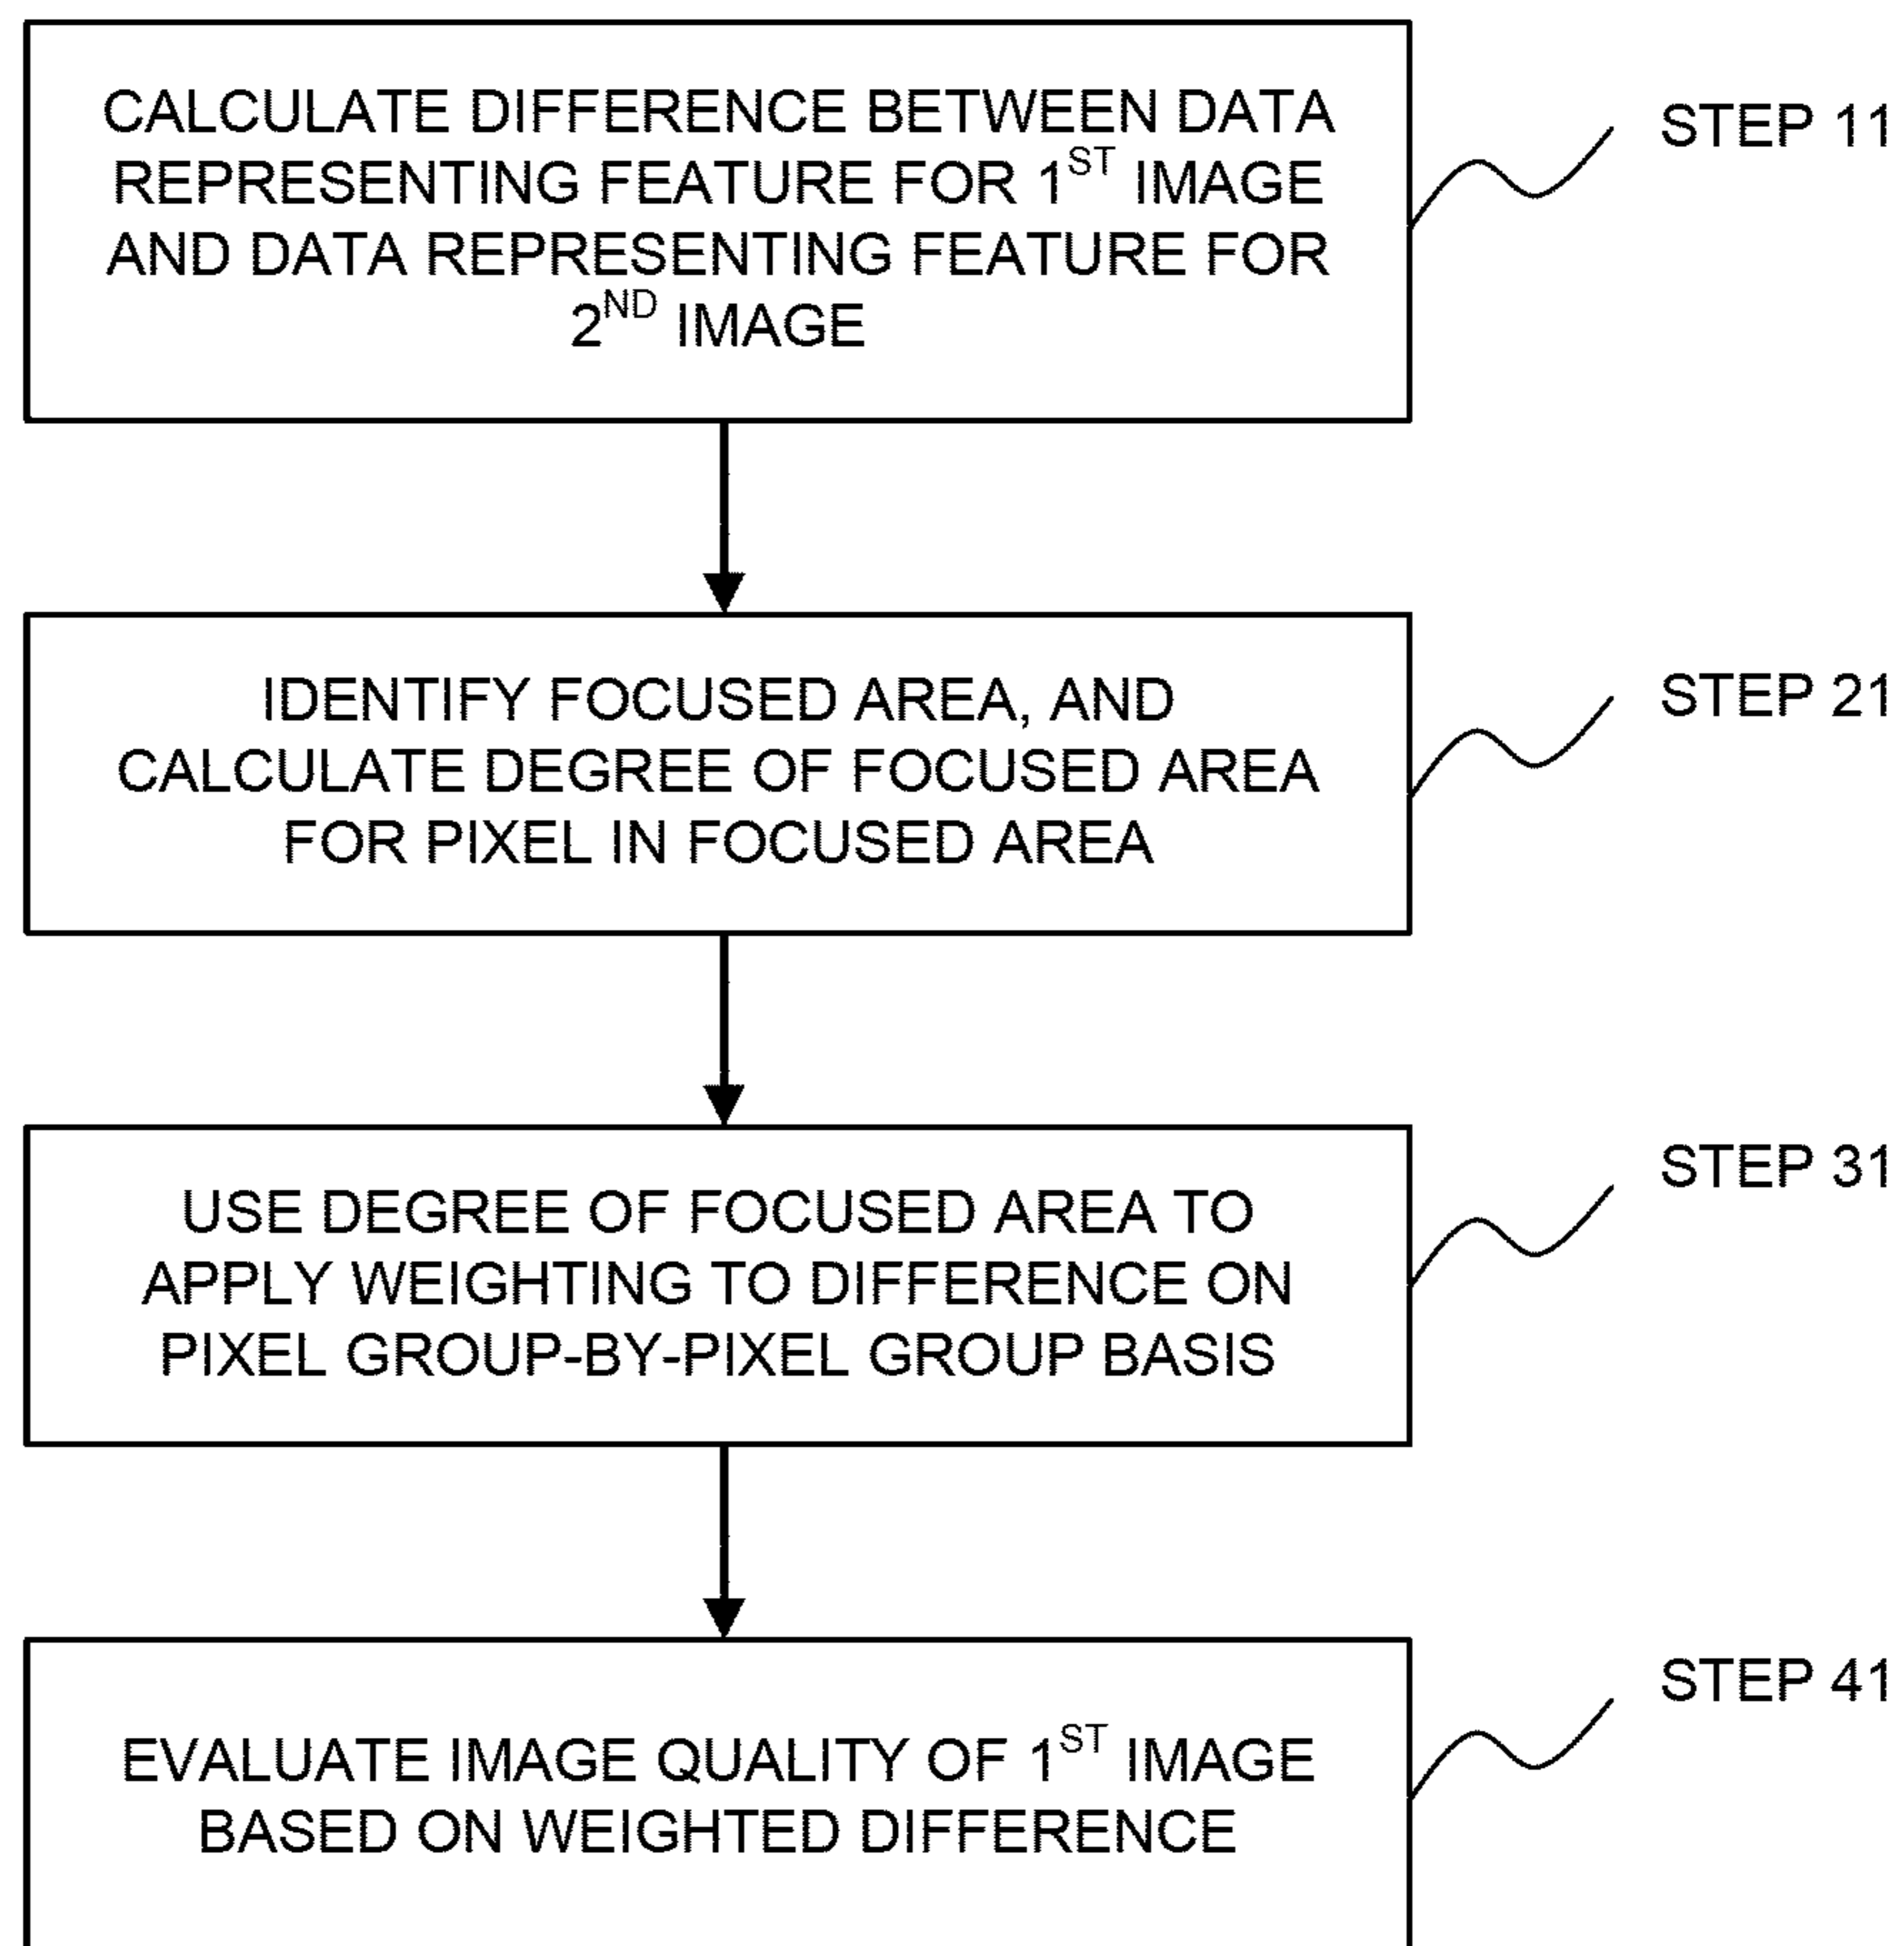 CALCULATE DIFFERENCE BETWEEN DATA
REPRESENTING FEATURE FOR 1ST IMAGE
AND DATA REPRESENTING FEATURE FOR
2ND IMAGE
STEP 11
IDENTIFY FOCUSED AREA, AND
CALCULATE DEGREE OF FOCUSED AREA
FOR PIXEL IN FOCUSED AREA
STEP 21
USE DEGREE OF FOCUSED AREA TO
APPLY WEIGHTING TO DIFFERENCE ON
PIXEL GROUP-BY-PIXEL GROUP BASIS
STEP 31
EVALUATE IMAGE QUALITY OF 1ST IMAGE
BASED ON WEIGHTED DIFFERENCE
STEP 41